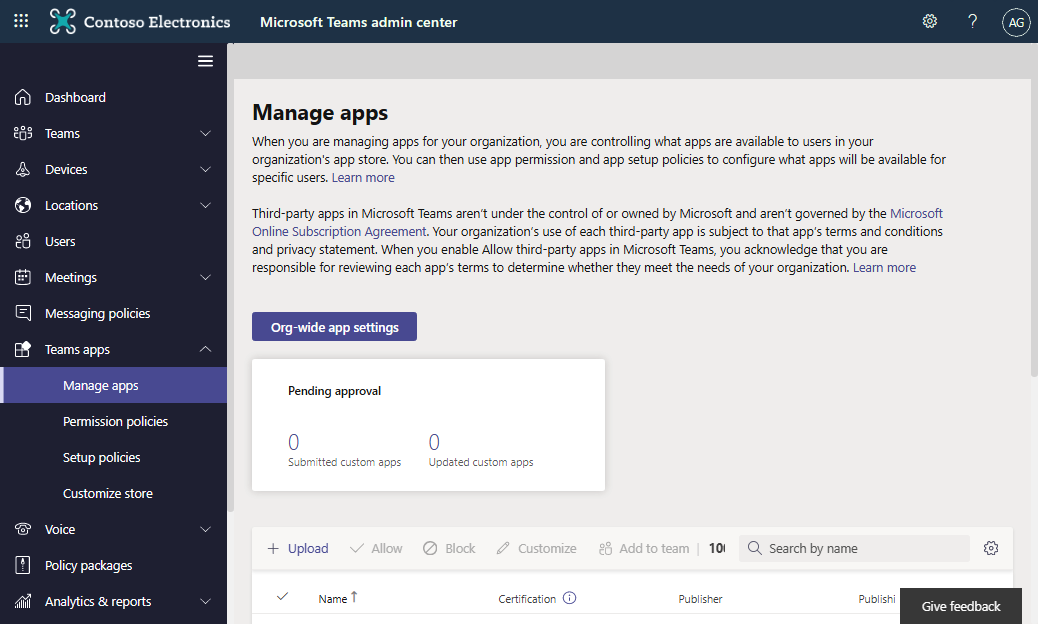 Contoso Electronics
Microsoft Teams admin center
?
AG
Dashboard
Teams
Devices
Locations
Users
Meetings
Messaging policies
Teams apps
Manage apps
Permission policies
Setup policies
Customize store
Voice
Policy packages
Analytics & reports
Manage apps
When you are managing apps for your organization, you are controlling what apps are available to users in your
organization's app store. You can then use app permission and app setup policies to configure what apps will be available for
specific users. Learn more
Third-party apps in Microsoft Teams aren't under the control of or owned by Microsoft and aren't governed by the Microsoft
Online Subscription Agreement. Your organization's use of each third-party app is subject to that app's terms and conditions
and privacy statement. When you enable Allow third-party apps in Microsoft Teams, you acknowledge that you are
responsible for reviewing each app's terms to determine whether they meet the needs of your organization. Learn more
Org-wide app settings
Pending approval
0 0
Submitted custom apps Updated custom apps
+ Upload Allow Block Customize Add to team | Search by name
Name ↑ Certification Publisher Publishi
Give feedback